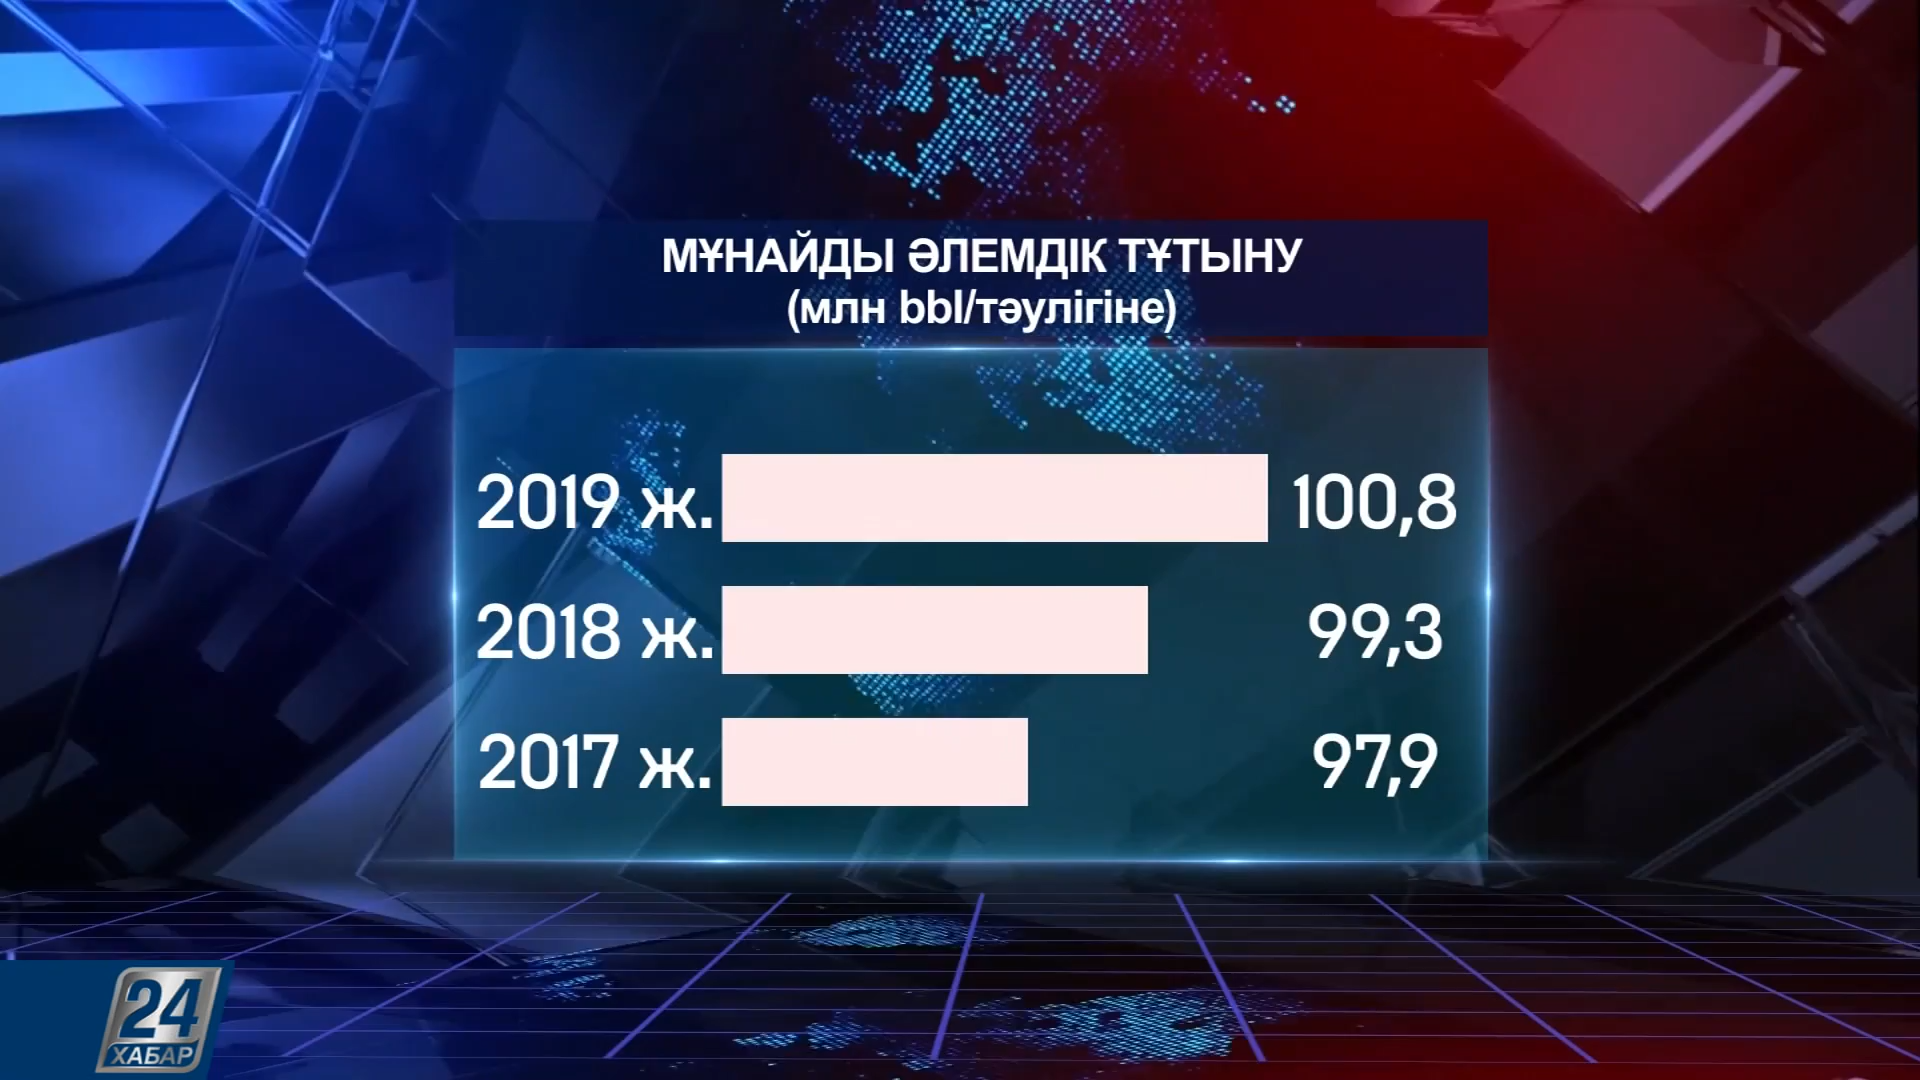 МҰНАЙДЫ ӘЛЕМДІК ТҰТЫНУ
(млн bbl/тәулігіне)
2019 ж. 100,8
2018 ж. 99,3
2017 ж. 97,9
24
ХАБАР